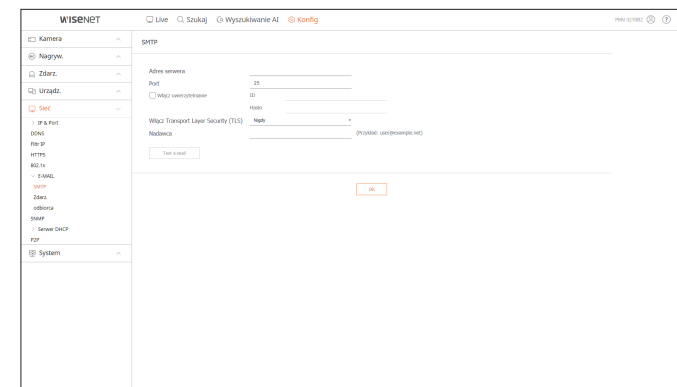 WISENET
Live Szukaj Wyszukiwanie AI Konfig
Kamera
Nagryw.
Zdarz.
Urządz.
Sieć
IP & Port
DDNS
Filtr IP
HTTPS
802.1x
E-MAIL
SMTP
Zdarz.
odbiorca
SNMP
Serwer DHCP
P2P
System
SMTP
Adres serwera
Port 25
Włącz uwierzytelnianie ID
Hasło
Włącz Transport Layer Security (TLS) Nigdy
Nadawca (Przykład: user@example.net)
Test e-mail
OK